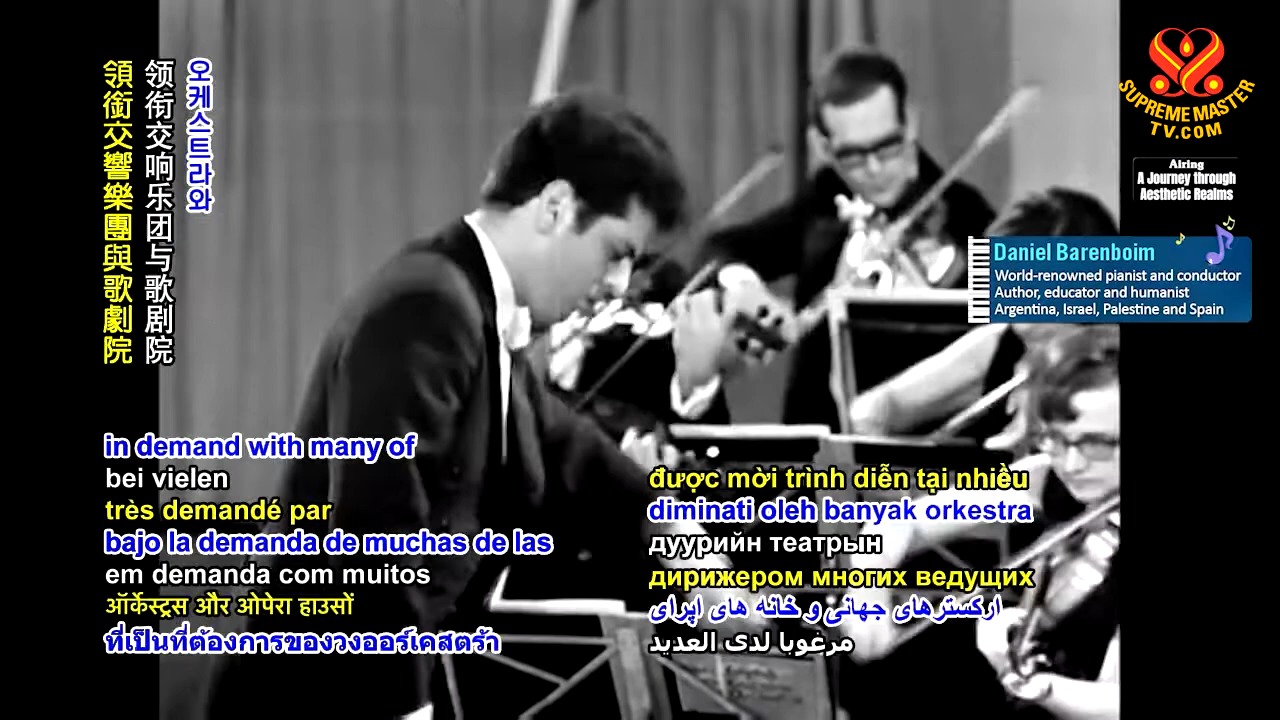 領銜交響樂團與歌劇院
领衔交响乐团与歌剧院
오케스트라와
SUPREME MASTER
TV.COM
Airing
A Journey through
Aesthetic Realms
Daniel Barenboim
World-renowned pianist and conductor
Author, educator and humanist
Argentina, Israel, Palestine and Spain
in demand with many of
bei vielen
très demandé par
bajo la demanda de muchas de las
em demanda com muitos
ऑर्केस्ट्रस और ओपेरा हाउसों
ที่เป็นที่ต้องการของวงออร์เคสตร้า
được mời trình diễn tại nhiều
diminati oleh banyak orkestra
дуурийн театрын
дирижером многих ведущих
ارکسترهای جهانی و خانه های اپرای
مرغوبا لدى العديد